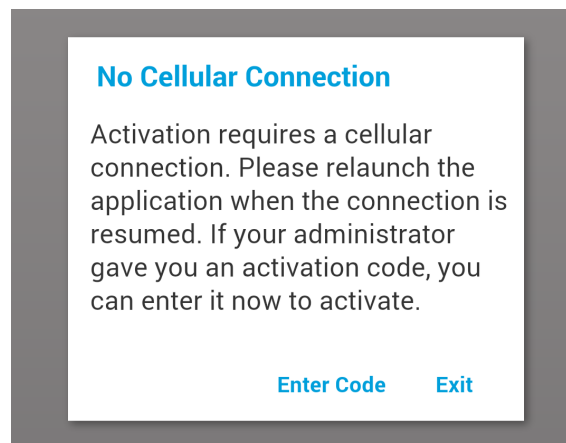 No Cellular Connection
Activation requires a cellular
connection. Please relaunch the
application when the connection is
resumed. If your administrator
gave you an activation code, you
can enter it now to activate.
Enter Code Exit